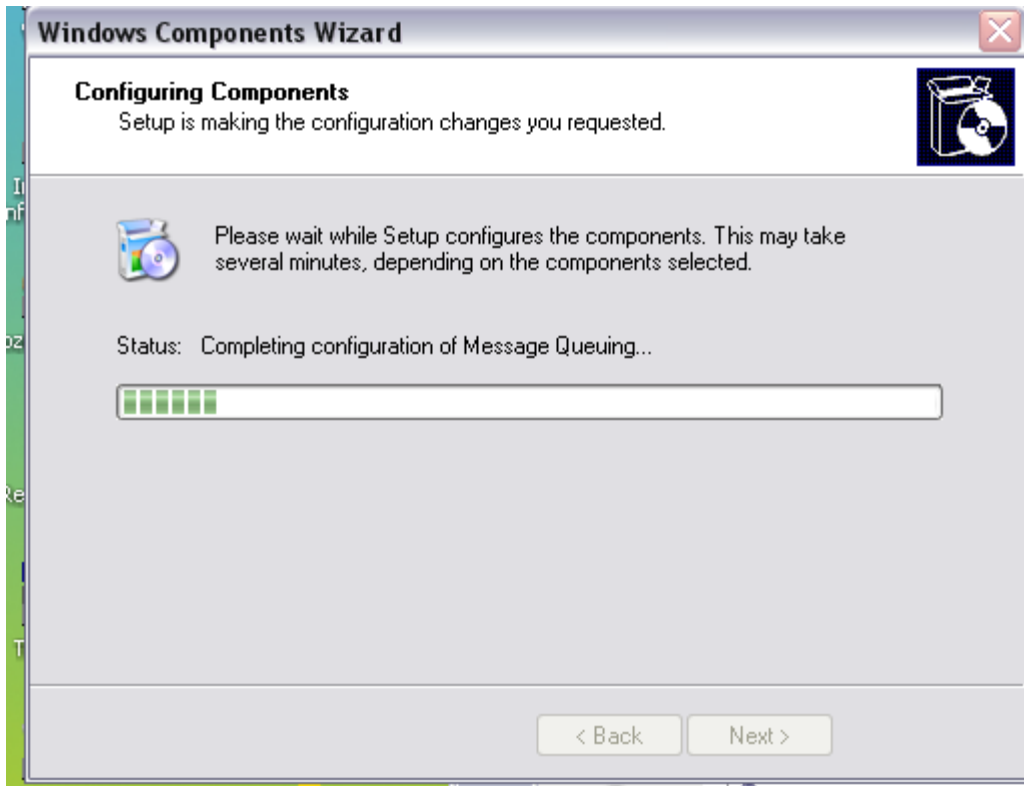 Windows Components Wizard
Configuring Components
Setup is making the configuration changes you requested.
Please wait while Setup configures the components. This may take
several minutes, depending on the components selected.
Status: Completing configuration of Message Queuing...
< Back Next >